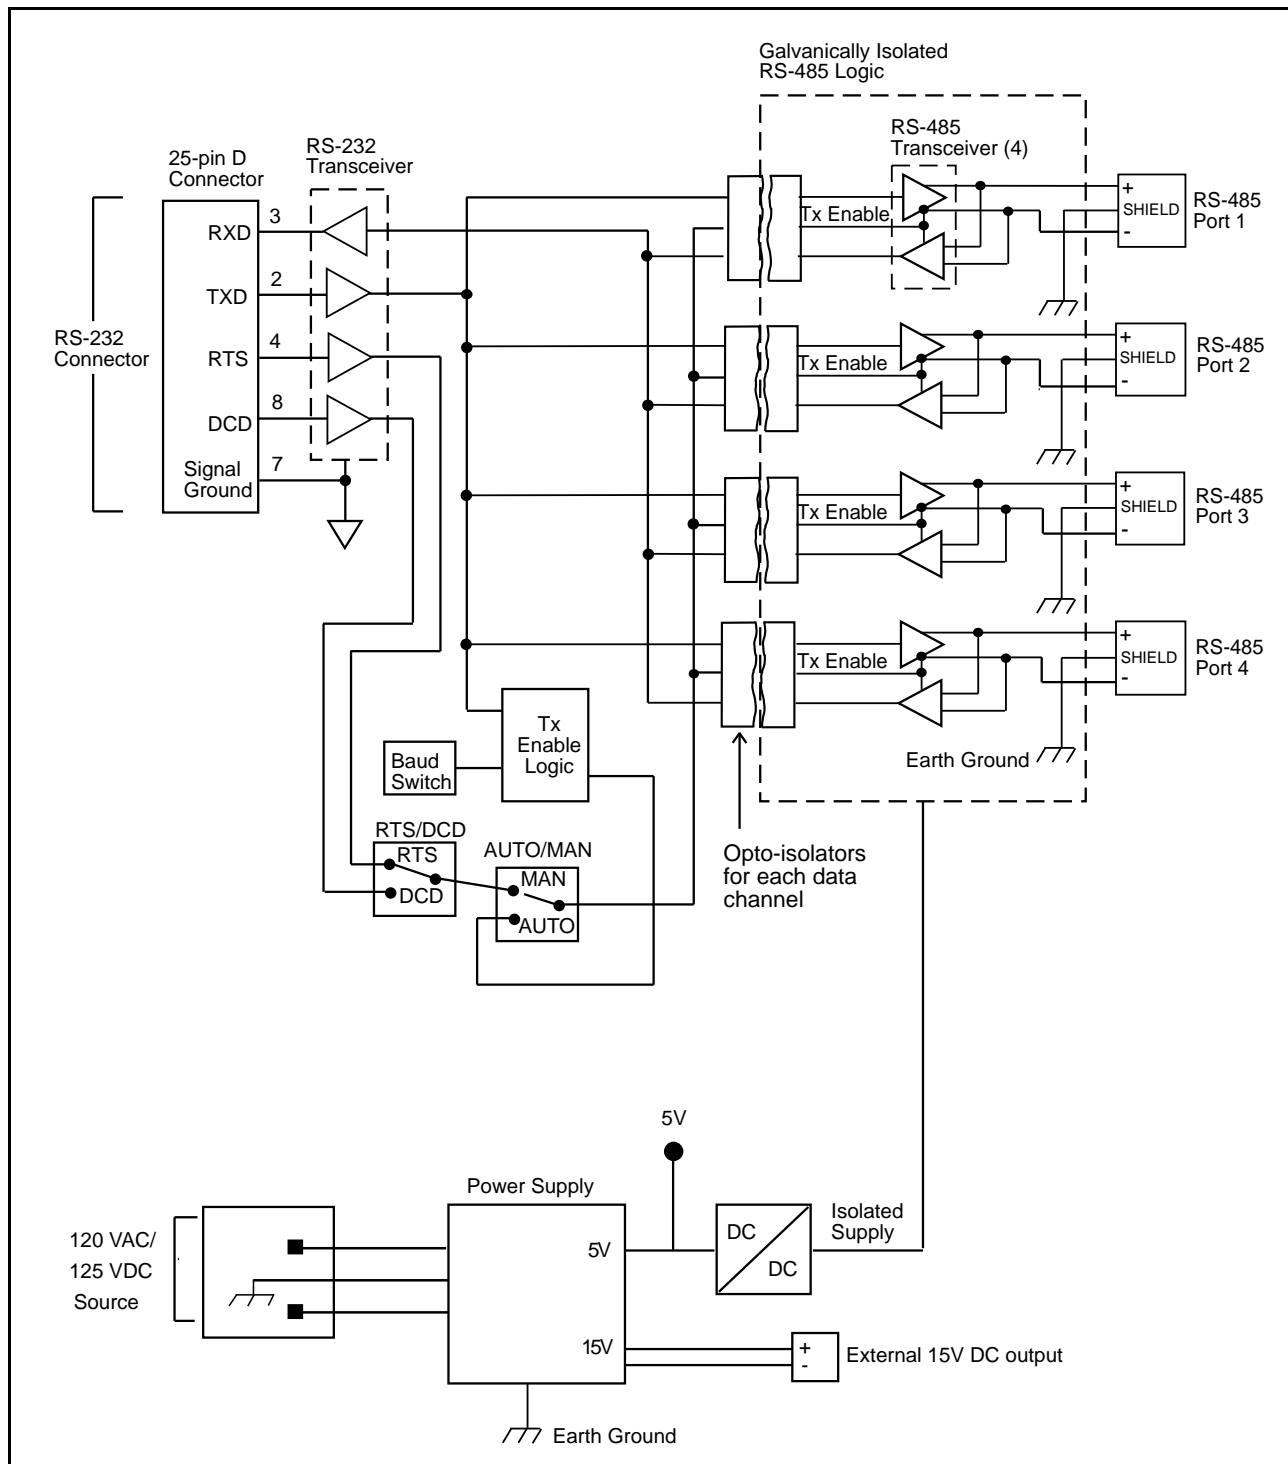 Galvanically Isolated
RS-485 Logic
RS-485
Transceiver (4)
RS-232
Transceiver
25-pin D
Connector
RS-232
Connector
RXD
3
TXD
2
RTS
4
DCD
8
Signal
Ground
7
Tx Enable
+
SHIELD
-
RS-485
Port 1
Tx Enable
+
SHIELD
-
RS-485
Port 2
Tx Enable
+
SHIELD
-
RS-485
Port 3
Tx Enable
+
SHIELD
-
RS-485
Port 4
Earth Ground
Tx
Enable
Logic
Baud
Switch
RTS/DCD
RTS
DCD
AUTO/MAN
MAN
AUTO
Opto-isolators
for each data
channel
5V
Power Supply
120 VAC/
125 VDC
Source
5V
15V
DC
DC
Isolated
Supply
+
-
External 15V DC output
Earth Ground